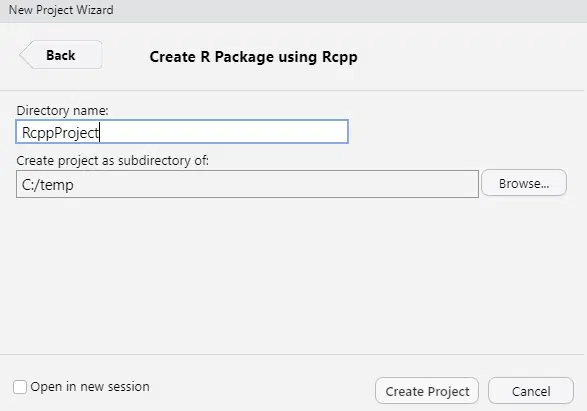 New Project Wizard
Back
Create R Package using Rcpp
Directory name:
RcppProject
Create project as subdirectory of:
C:/temp
Browse...
Open in new session
Create Project
Cancel